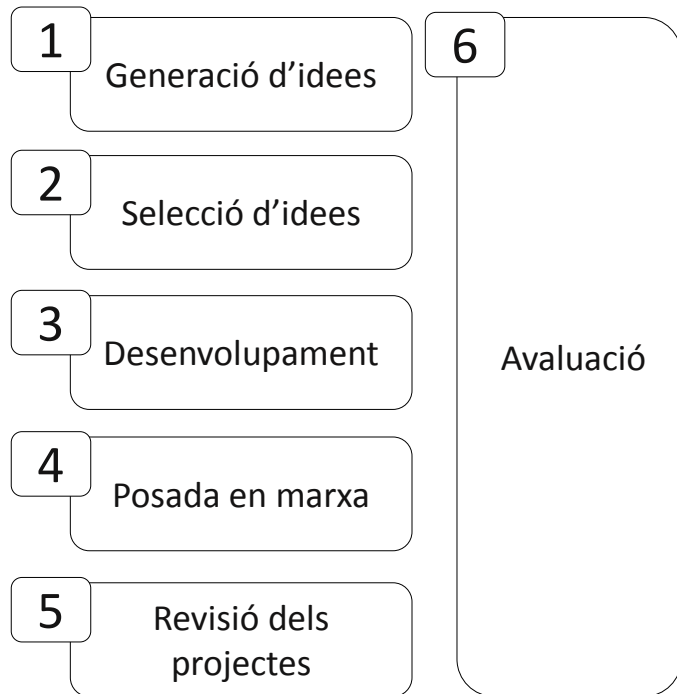 1
Generació d’idees
2
Selecció d’idees
3
Desenvolupament
4
Posada en marxa
5
Revisió dels
projectes
6
Avaluació